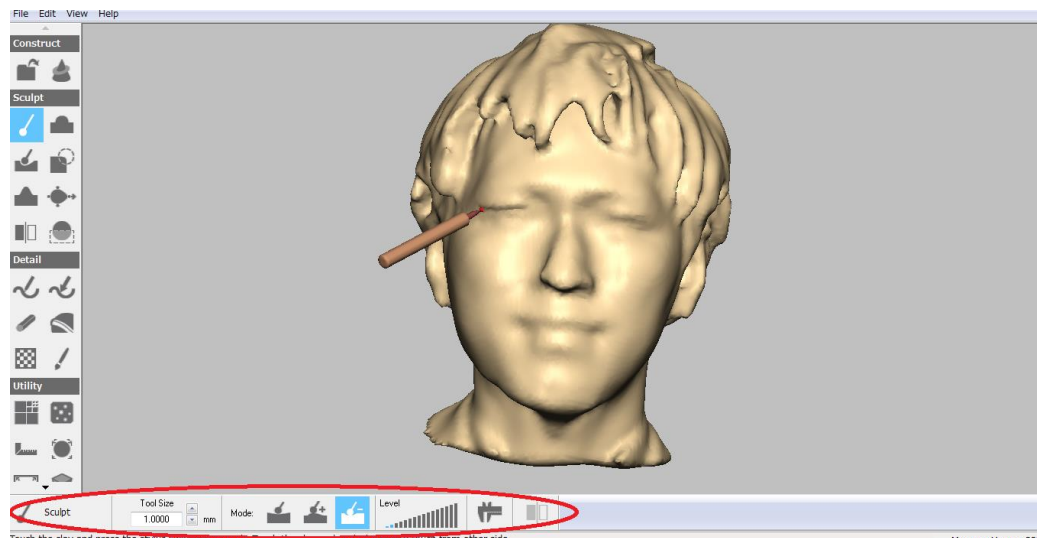 File Edit View Help
Construct
Sculpt
Detail
Utility
Sculpt
Tool Size
1.0000 mm
Mode:
Level